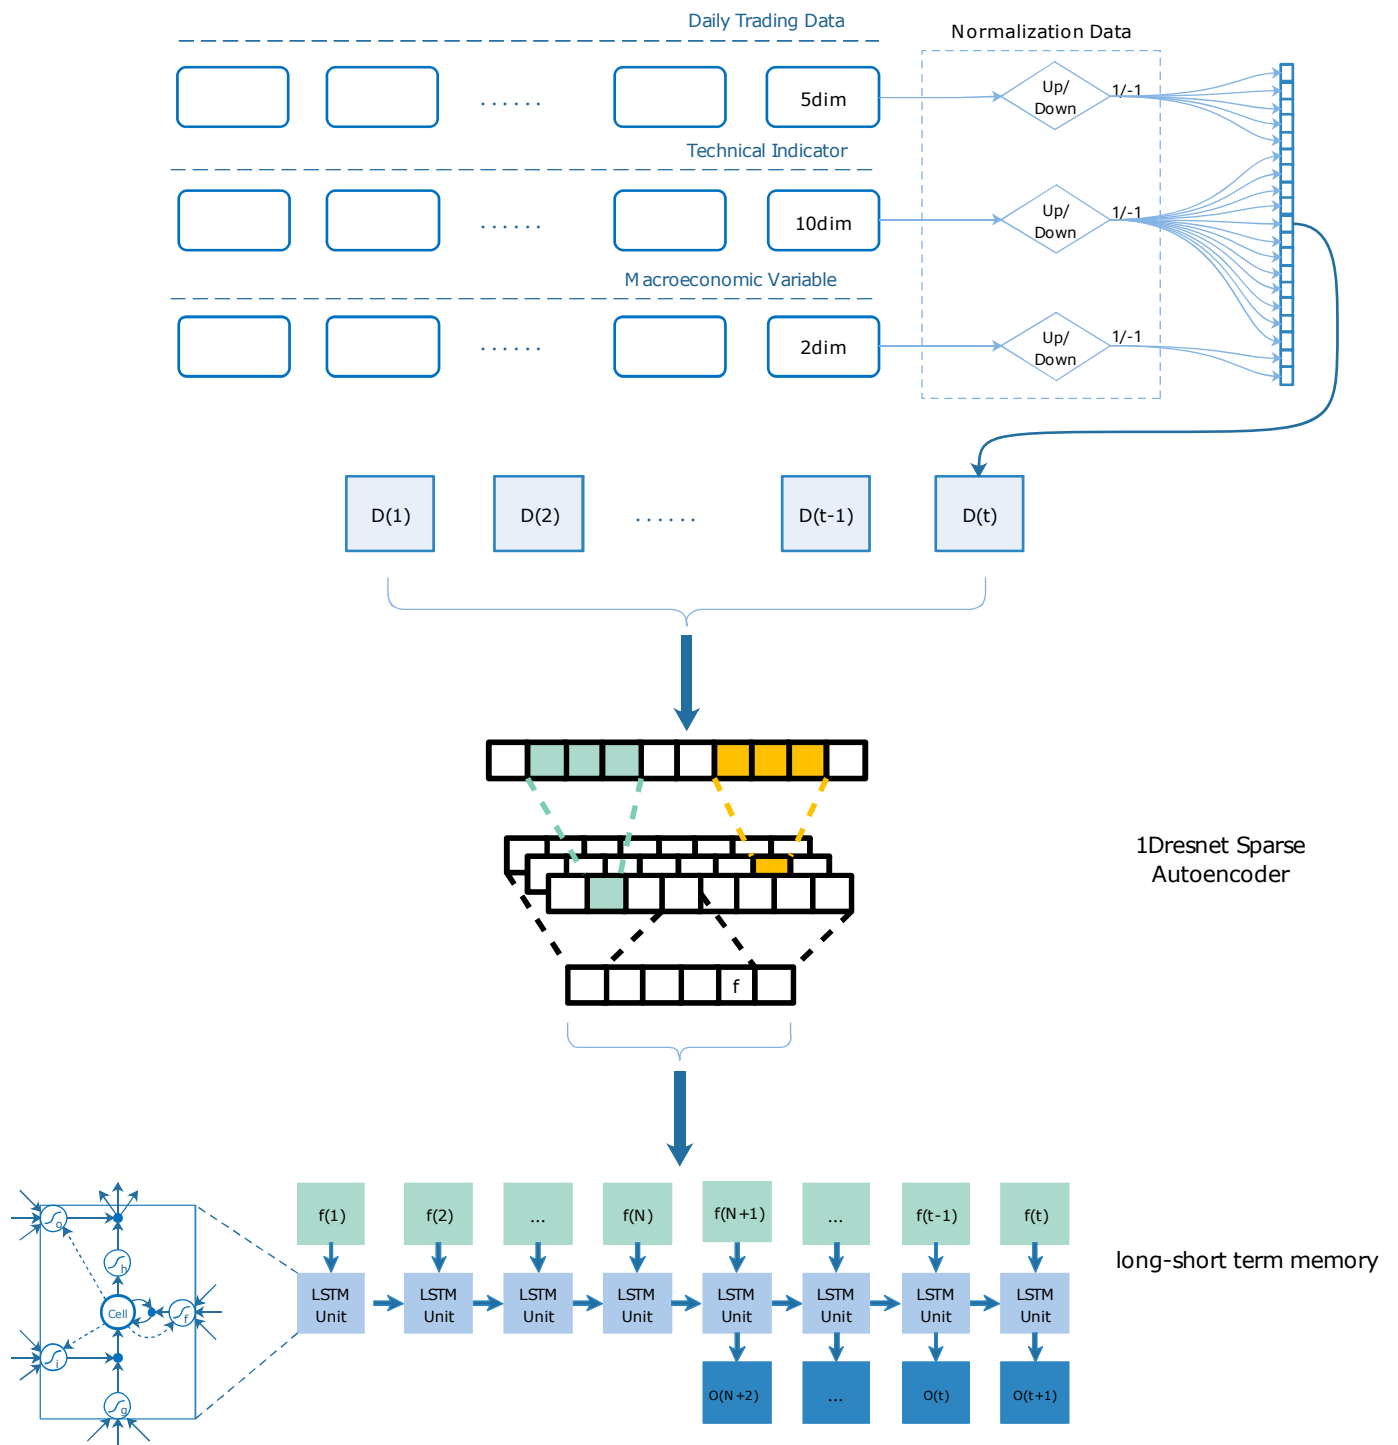 Daily Trading Data
Normalization Data
......
5dim
Up/
Down
1/-1
Technical Indicator
......
10dim
Up/
Down
1/-1
Macroeconomic Variable
......
2dim
Up/
Down
1/-1
D(1)
D(2)
......
D(t-1)
D(t)
1Dresnet Sparse
Autoencoder
f
f(1)
f(2)
...
f(N)
f(N+1)
...
f(t-1)
f(t)
long-short term memory
LSTM
Unit
LSTM
Unit
LSTM
Unit
LSTM
Unit
LSTM
Unit
LSTM
Unit
LSTM
Unit
LSTM
Unit
O(N+2)
...
O(t)
O(t+1)
o
h
Cell
f
i
g